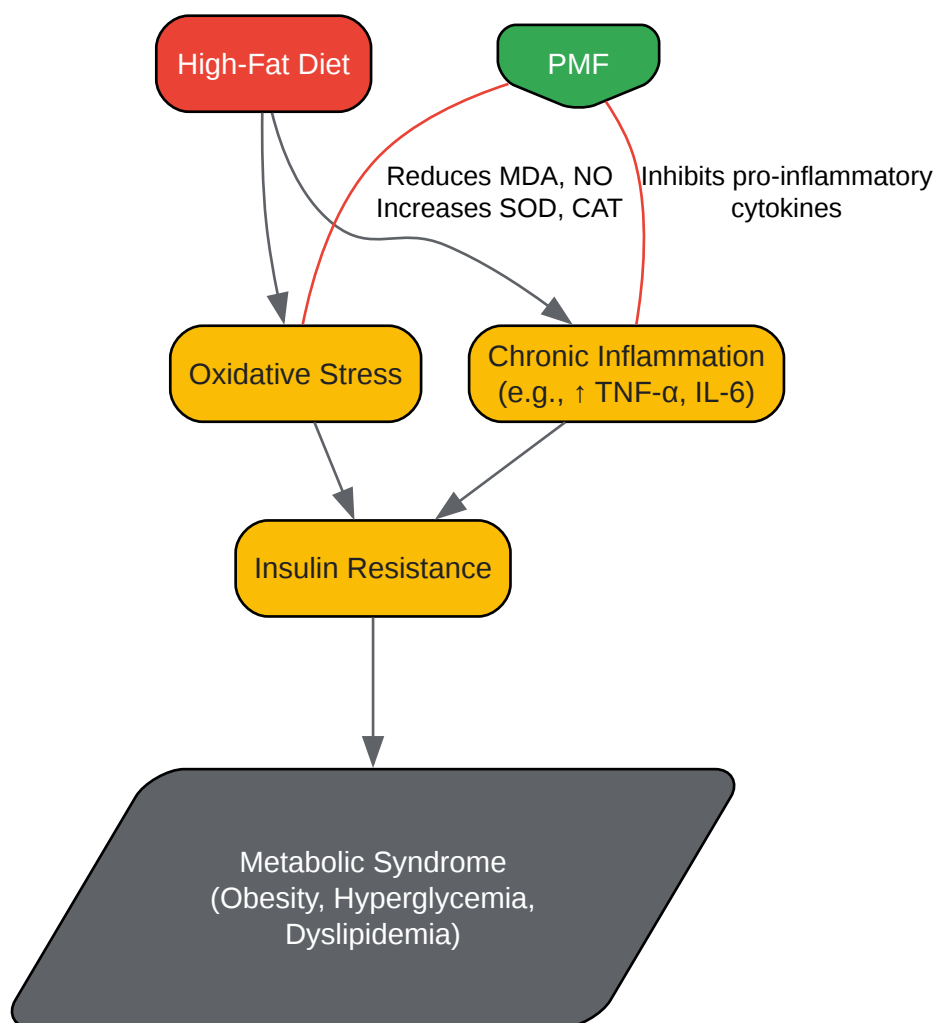 High-Fat Diet
PMF
Reduces MDA, NO
Increases SOD, CAT
Inhibits pro-inflammatory
cytokines
Oxidative Stress
Chronic Inflammation
(e.g., ↑ TNF-α, IL-6)
Insulin Resistance
Metabolic Syndrome
(Obesity, Hyperglycemia,
Dyslipidemia)